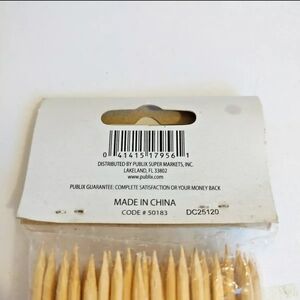 0 41415 17956 1
DISTRIBUTED BY PUBLIX SUPER MARKETS, INC.
LAKELAND, FL 33802
www.publix.com
PUBLIX GUARANTEE: COMPLETE SATISFACTION OR YOUR MONEY BACK
MADE IN CHINA
CODE # 50183 DC25120